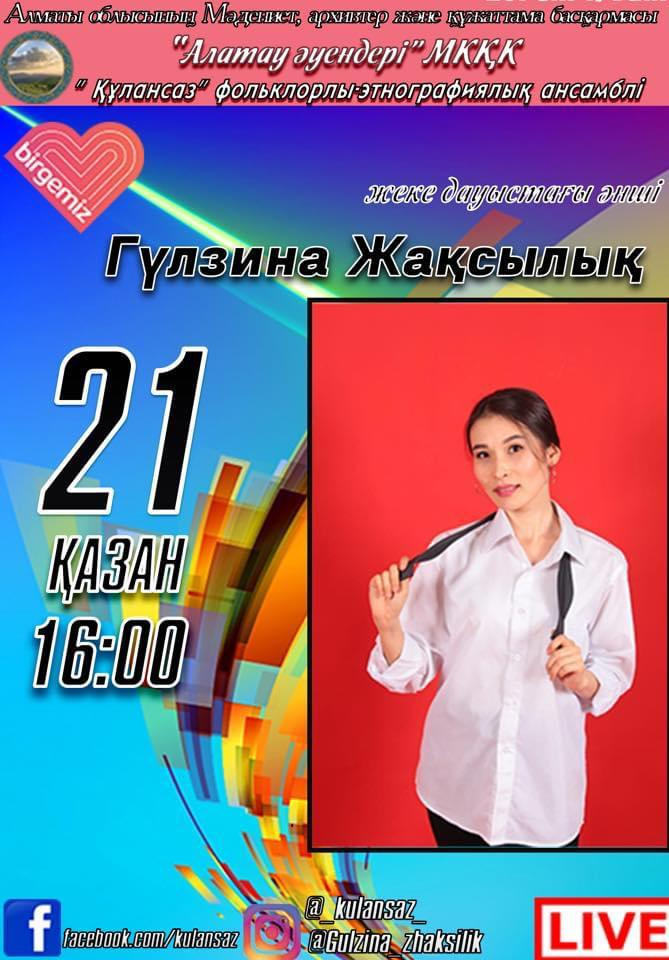 Алматы облысының Мәдениет, архивтер және құжаттама басқармасы
"Алатау әуендері" МКҚК
" Құлансаз" фольклорлы-этнографиялық ансамблі
birgemiz
жеке дауыстағы әнші
Гүлзина Жақсылық
21
ҚАЗАН
16:00
facebook.com/kulansaz
@_kulansaz_
@Gulzina_zhaksilik
LIVE